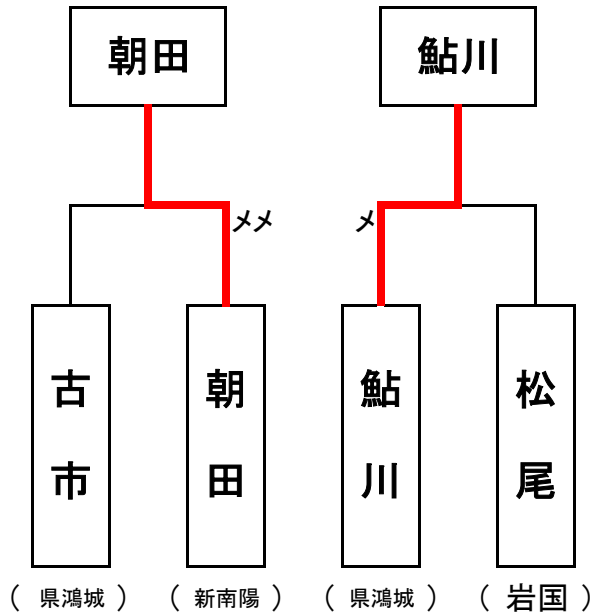 朝田 鮎川
メメ メ
古市 朝田 鮎川 松尾
（県鴻城） （新南陽） （県鴻城） （岩国）